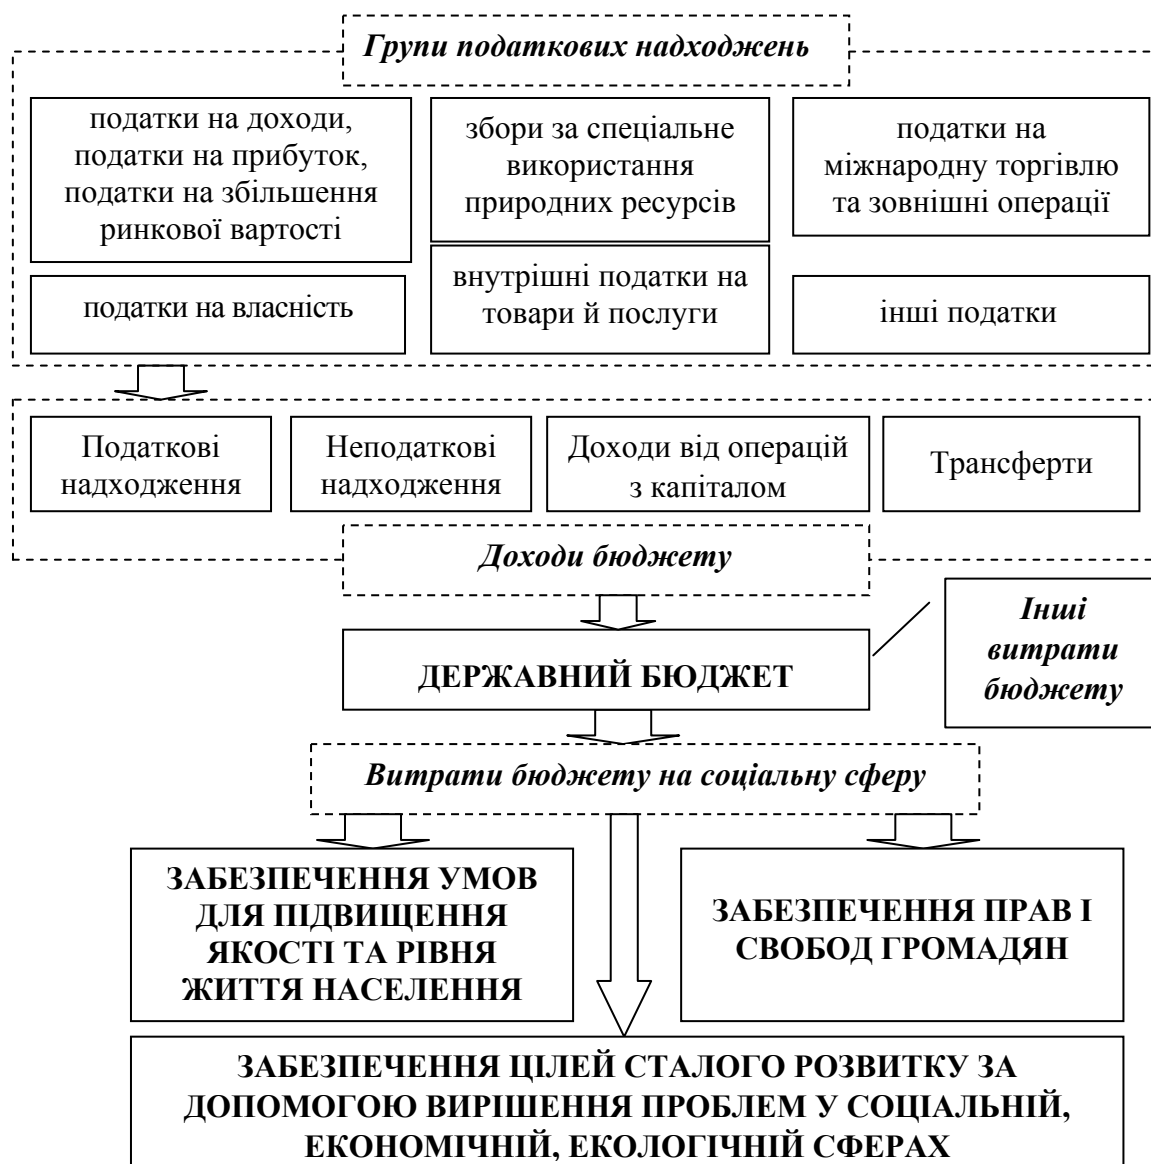 Групи податкових надходжень
податки на доходи,
податки на прибуток,
податки на збільшення
ринкової вартості
збори за спеціальне
використання
природних ресурсів
податки на
міжнародну торгівлю
та зовнішні операції
податки на власність
внутрішні податки на
товари й послуги
інші податки
Податкові
надходження
Неподаткові
надходження
Доходи від операцій
з капіталом
Трансферти
Доходи бюджету
Інші
витрати
бюджету
ДЕРЖАВНИЙ БЮДЖЕТ
Витрати бюджету на соціальну сферу
ЗАБЕЗПЕЧЕННЯ УМОВ
ДЛЯ ПІДВИЩЕННЯ
ЯКОСТІ ТА РІВНЯ
ЖИТТЯ НАСЕЛЕННЯ
ЗАБЕЗПЕЧЕННЯ ПРАВ І
СВОБОД ГРОМАДЯН
ЗАБЕЗПЕЧЕННЯ ЦІЛЕЙ СТАЛОГО РОЗВИТКУ ЗА
ДОПОМОГОЮ ВИРІШЕННЯ ПРОБЛЕМ У СОЦІАЛЬНІЙ,
ЕКОНОМІЧНІЙ, ЕКОЛОГІЧНІЙ СФЕРАХ